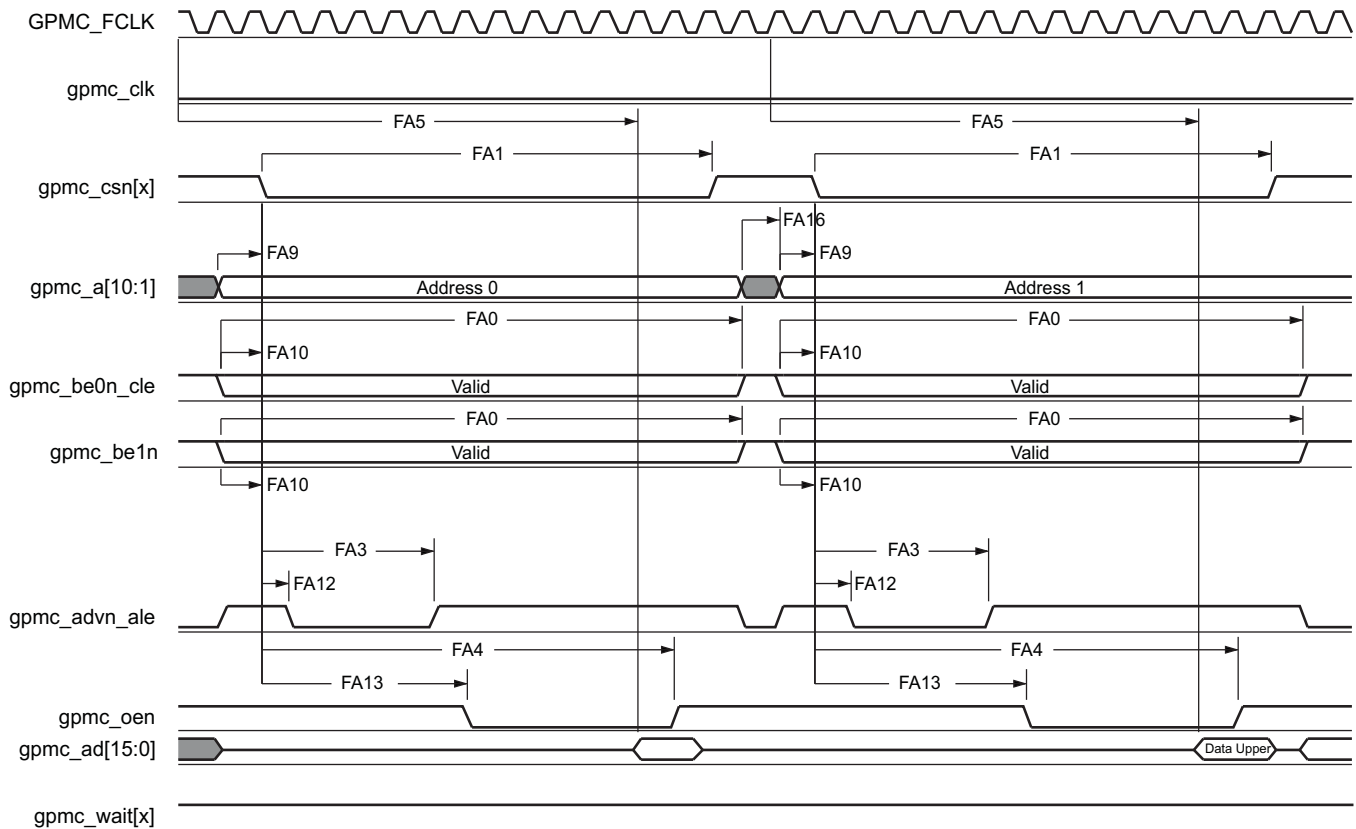 GPMC_FCLK
gpmc_clk
FA5 FA5
FA1 FA1
gpmc_csn[x]
FA16
FA9 FA9
gpmc_a[10:1] Address 0 Address 1
FA0 FA0
FA10 FA10
gpmc_be0n_cle Valid Valid
FA0 FA0
gpmc_be1n Valid Valid
FA10 FA10
FA3 FA3
FA12 FA12
gpmc_advn_ale
FA4 FA4
FA13 FA13
gpmc_oen
gpmc_ad[15:0] Data Upper
gpmc_wait[x]